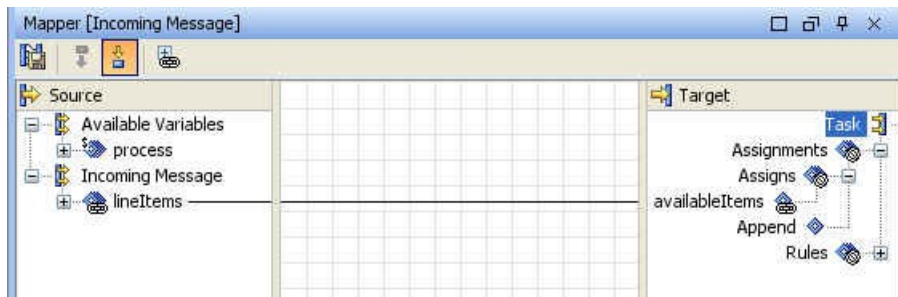 Mapper [Incoming Message]
Source
Available Variables
process
Incoming Message
lineItems
Target
Task
Assignments
Assigns
availableItems
Append
Rules